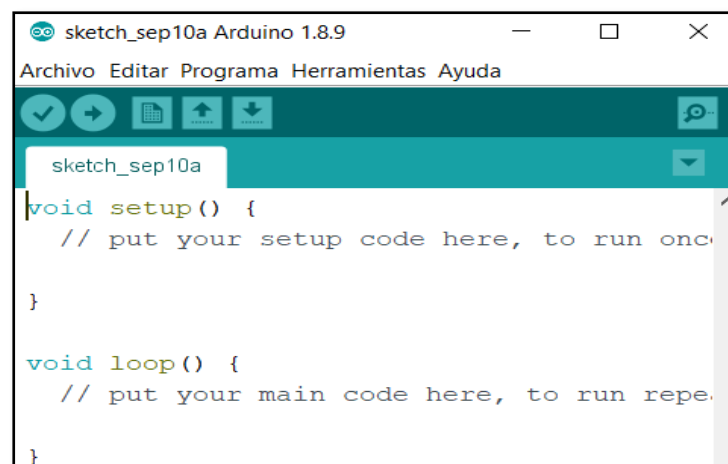 sketch_sep10a Arduino 1.8.9
Archivo Editar Programa Herramientas Ayuda
sketch_sep10a
void setup() {
// put your setup code here, to run onc
}
void loop() {
// put your main code here, to run repe
}